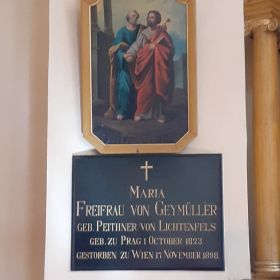 MARIA
FREIFRAU VON GEYMÜLLER
GEB. PEITHNER VON LICHTENFELS
GEB. ZU PRAG 1 OCTOBER 1823
GESTORBEN ZU WIEN 17 NOVEMBER 1898.